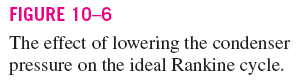 FIGURE 10–6
The effect of lowering the condenser
pressure on the ideal Rankine cycle.